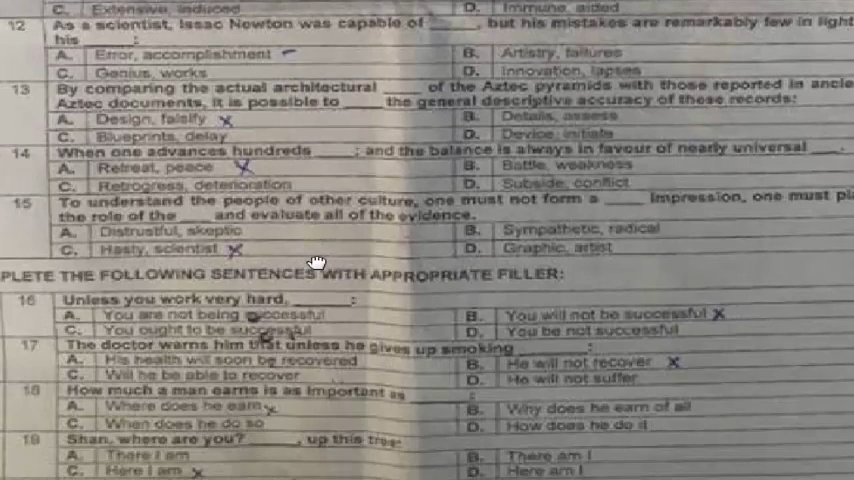 C. Extensive, induced D. Immune, aided
12 As a scientist, Issac Newton was capable of _____, but his mistakes are remarkably few in light
his _____:
A. Error, accomplishment B. Artistry, failures
C. Genius, works D. Innovation, lapses
13 By comparing the actual architectural ____ of the Aztec pyramids with those reported in ancie
Aztec documents, it is possible to ____ the general descriptive accuracy of these records:
A. Design, falsify x B. Details, assess
C. Blueprints, delay D. Device, initiate
14 When one advances hundreds ____; and the balance is always in favour of nearly universal ____.
A. Retreat, peace x B. Battle, weakness
C. Retrogress, deterioration D. Subside, conflict
15 To understand the people of other culture, one must not form a ____ impression, one must pla
the role of the ____ and evaluate all of the evidence.
A. Distrustful, skeptic B. Sympathetic, radical
C. Hasty, scientist x D. Graphic, artist
PLETE THE FOLLOWING SENTENCES WITH APPROPRIATE FILLER:
16 Unless you work very hard, ______:
A. You are not being successful B. You will not be successful x
C. You ought to be successful D. You be not successful
17 The doctor warns him that unless he gives up smoking ________:
A. His health will soon be recovered B. He will not recover x
C. Will he be able to recover D. He will not suffer
18 How much a man earns is as important as _______:
A. Where does he earn x B. Why does he earn of all
C. When does he do so D. How does he do it
19 Shan, where are you? _____, up this tree:
A. There I am B. There am I
C. Here I am x D. Here am I